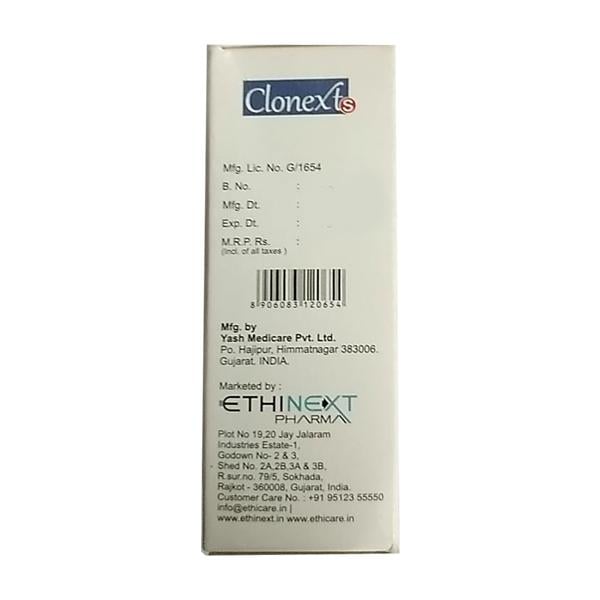 Clonext s
Mfg. Lic. No. G/1654
B. No. :
Mfg. Dt. :
Exp. Dt. :
M.R.P. Rs. :
(Incl. of all taxes )
8 906083 120654
Mfg. by
Yash Medicare Pvt. Ltd.
Po. Hajipur, Himmatnagar 383006.
Gujarat, INDIA.
Marketed by :
ETHINEXT
PHARMA
Plot No 19,20 Jay Jalaram
Industries Estate-1,
Godown No- 2 & 3,
Shed No. 2A,2B,3A & 3B,
R.sur.no. 79/5, Sokhada,
Rajkot - 360008, Gujarat, India.
Customer Care No. : +91 95123 55550
info@ethicare.in |
www.ethinext.in www.ethicare.in